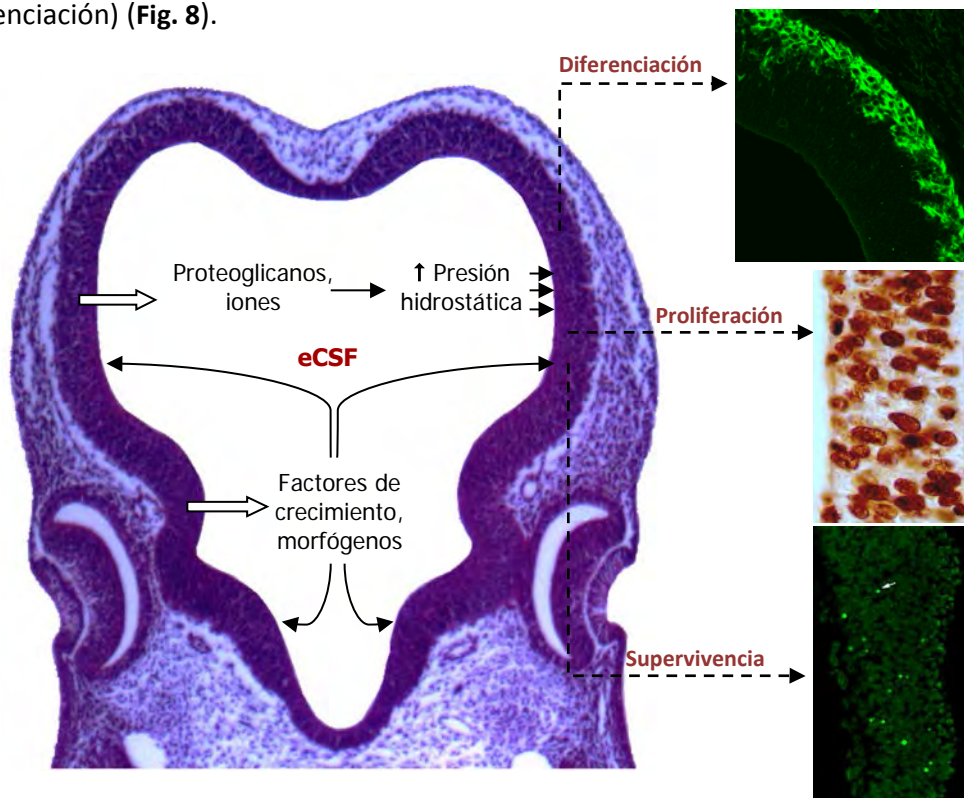 enciación) (Fig. 8).
Diferenciación
Proteoglicanos,
iones
↑ Presión
hidrostática
Proliferación
eCSF
Factores de
crecimiento,
morfógenos
Supervivencia